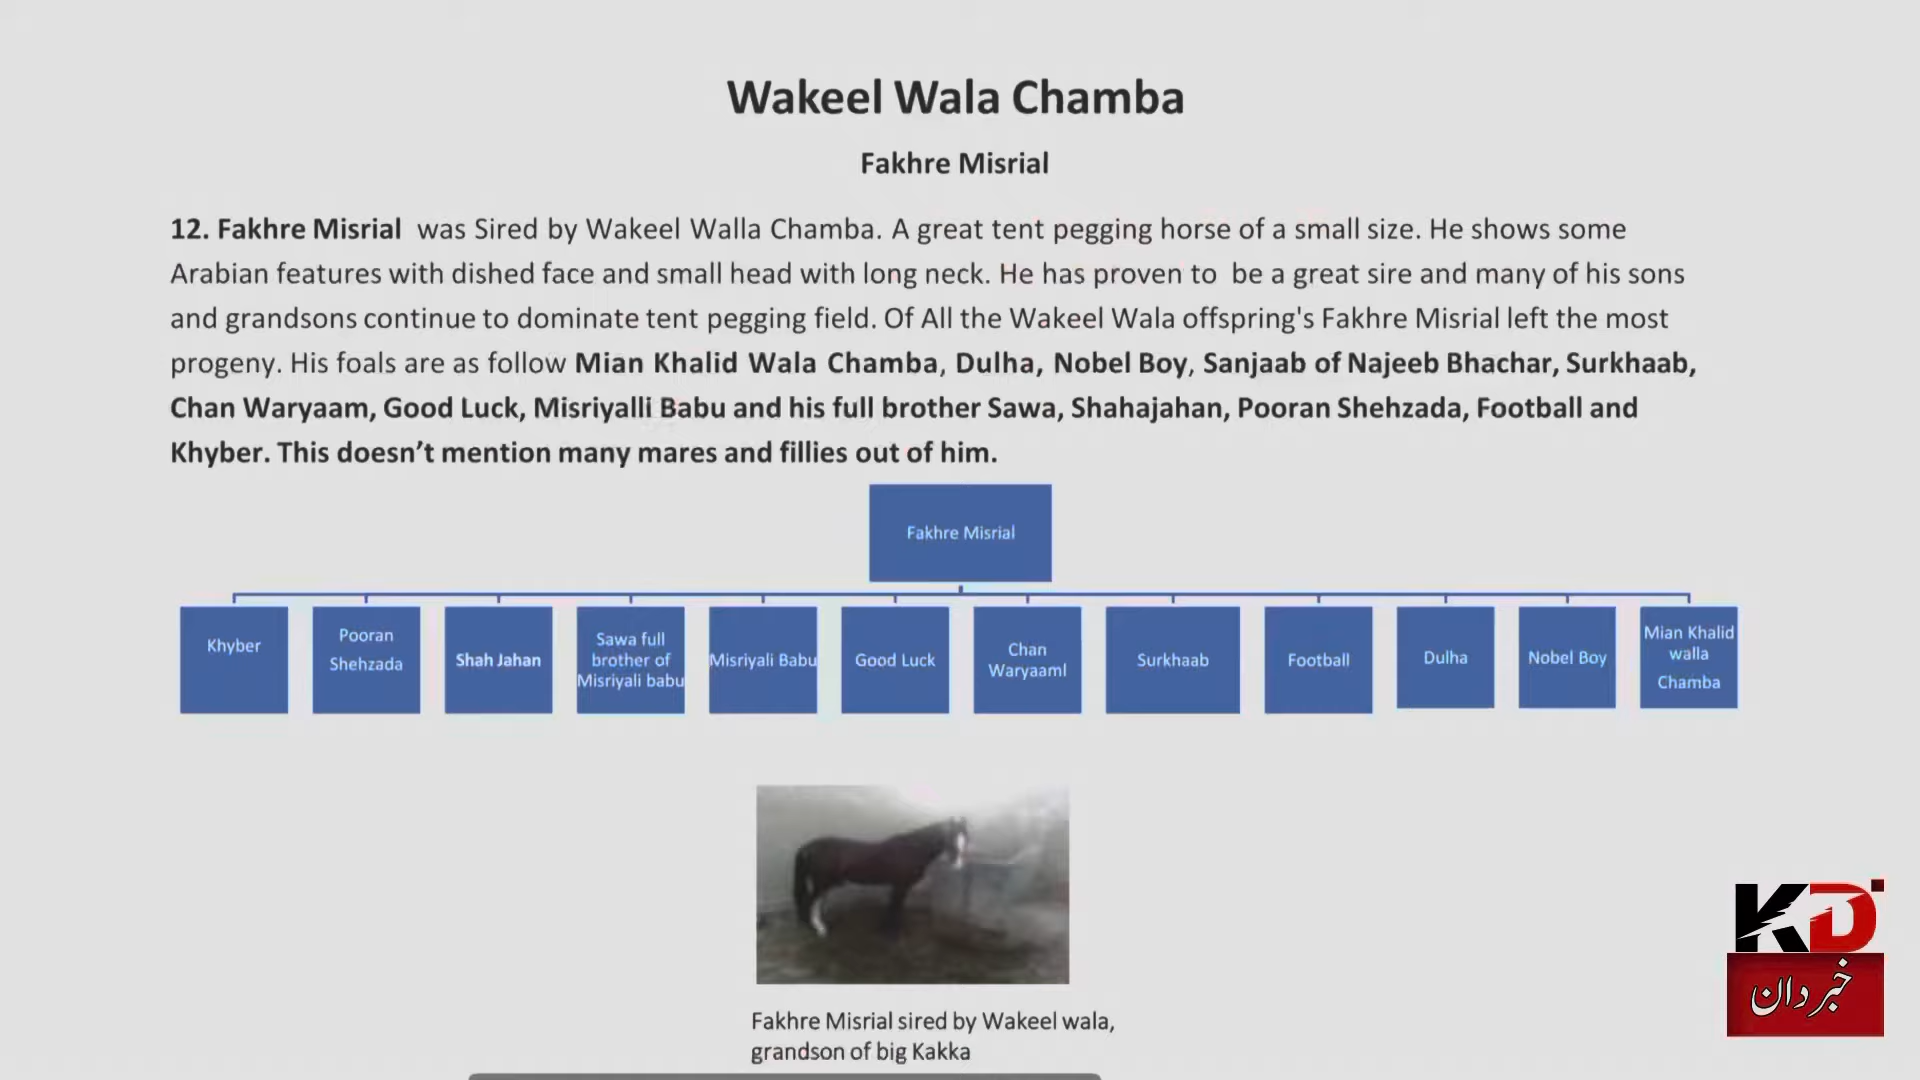 Wakeel Wala Chamba
Fakhre Misrial
12. Fakhre Misrial was Sired by Wakeel Walla Chamba. A great tent pegging horse of a small size. He shows some
Arabian features with dished face and small head with long neck. He has proven to be a great sire and many of his sons
and grandsons continue to dominate tent pegging field. Of All the Wakeel Wala offspring's Fakhre Misrial left the most
progeny. His foals are as follow Mian Khalid Wala Chamba, Dulha, Nobel Boy, Sanjaab of Najeeb Bhachar, Surkhaab,
Chan Waryaam, Good Luck, Misriyalli Babu and his full brother Sawa, Shahajahan, Pooran Shehzada, Football and
Khyber. This doesn’t mention many mares and fillies out of him.
Fakhre Misrial
Khyber
Pooran
Shehzada
Shah Jahan
Sawa full
brother of
Misriyali babu
Misriyali Babu
Good Luck
Chan
Waryaaml
Surkhaab
Football
Dulha
Nobel Boy
Mian Khalid
walla
Chamba
Fakhre Misrial sired by Wakeel wala,
grandson of big Kakka
KD
خبردان